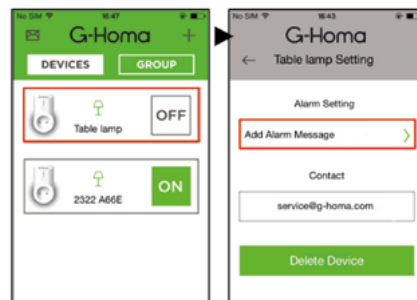 No SIM 16:47
G-Homa
DEVICES GROUP
Table lamp OFF
2322 A66E ON
No SIM 16:43
G-Homa
Table lamp Setting
Alarm Setting
Add Alarm Message
Contact
service@g-homa.com
Delete Device